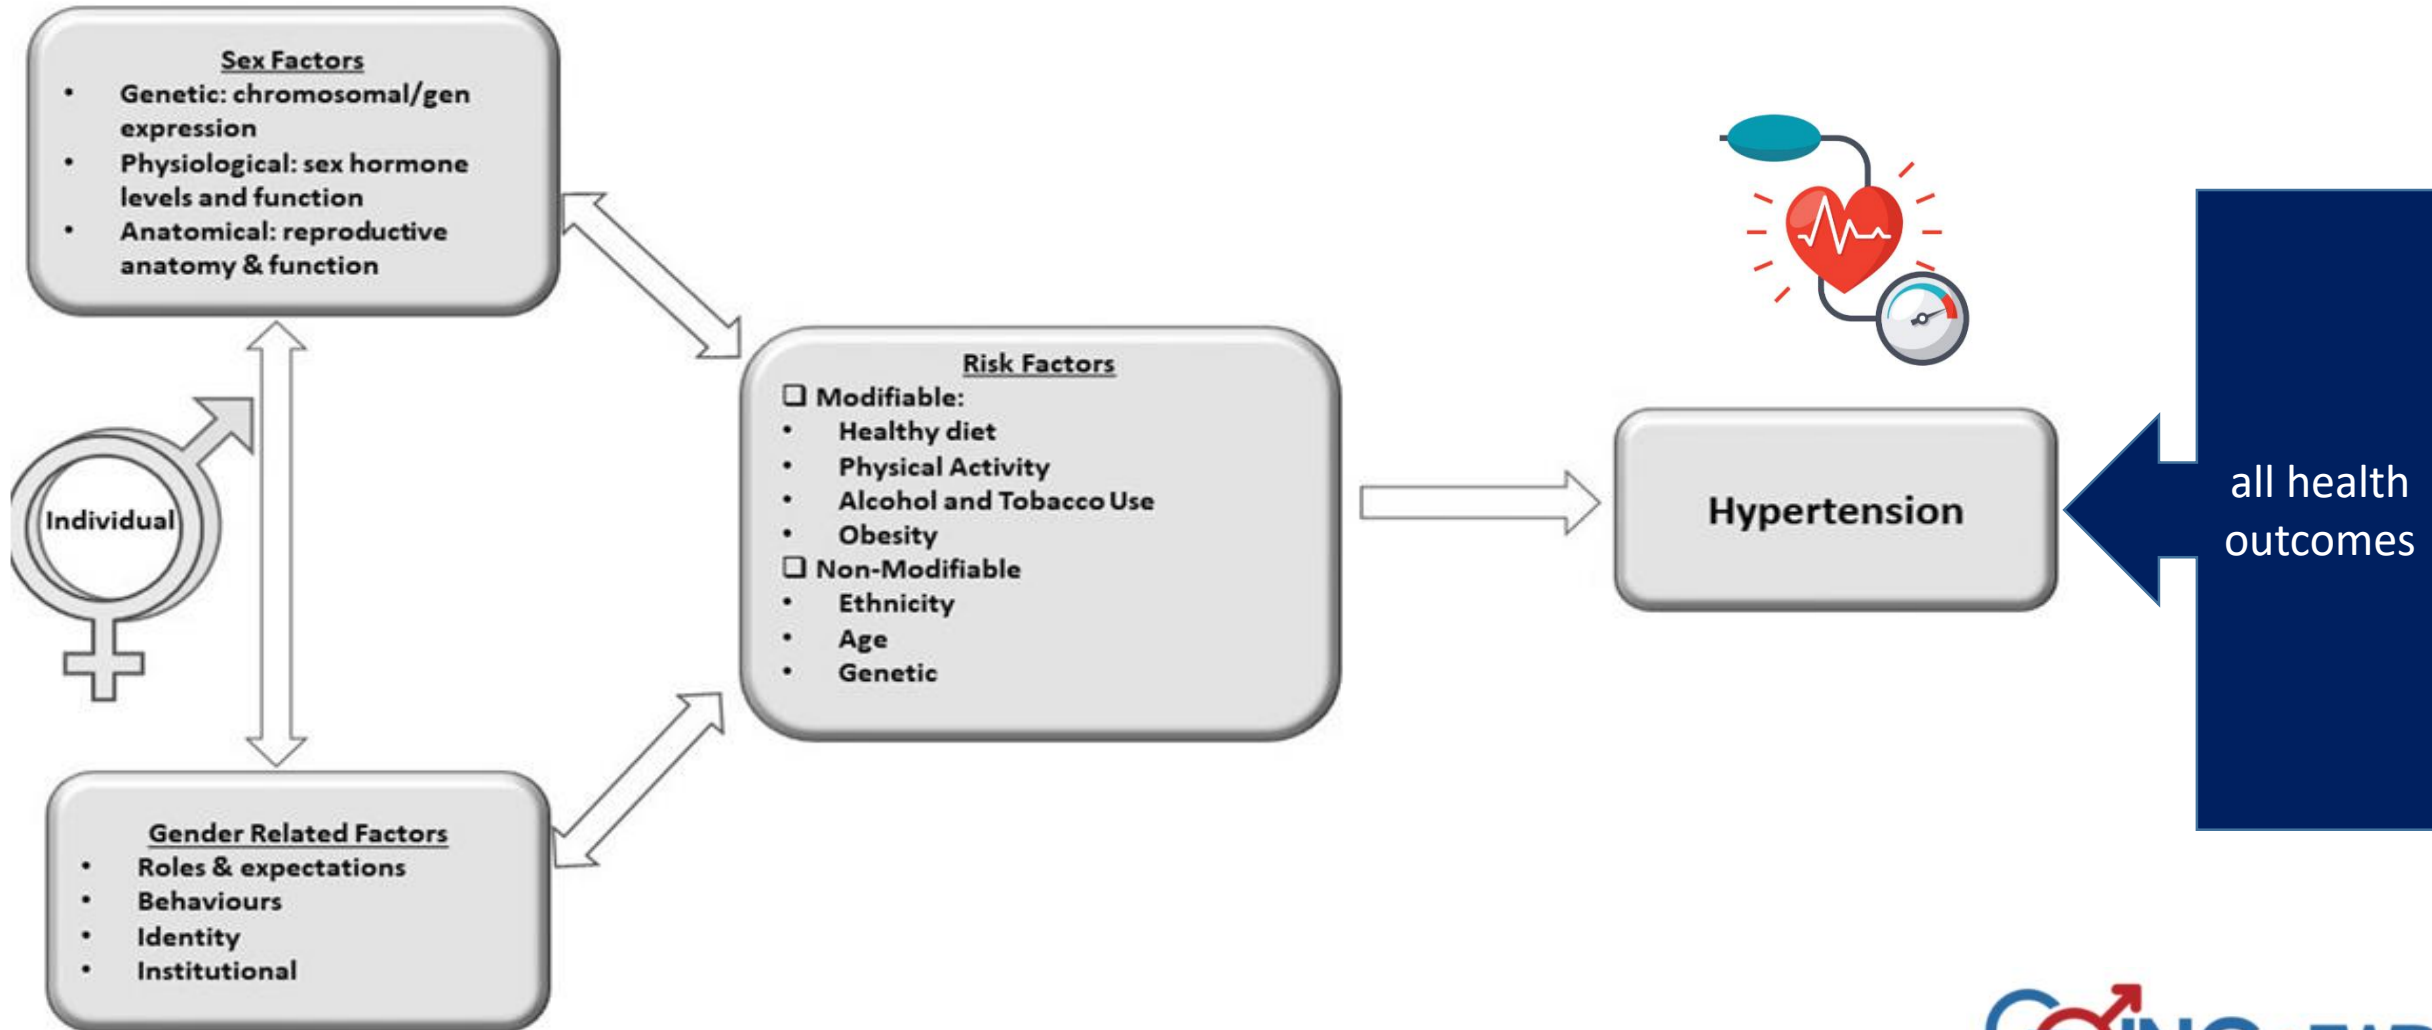 Sex Factors
• Genetic: chromosomal/gen
expression
• Physiological: sex hormone
levels and function
• Anatomical: reproductive
anatomy & function
Individual
Gender Related Factors
• Roles & expectations
• Behaviours
• Identity
• Institutional
Risk Factors
❑ Modifiable:
• Healthy diet
• Physical Activity
• Alcohol and Tobacco Use
• Obesity
❑ Non-Modifiable
• Ethnicity
• Age
• Genetic
Hypertension
all health
outcomes